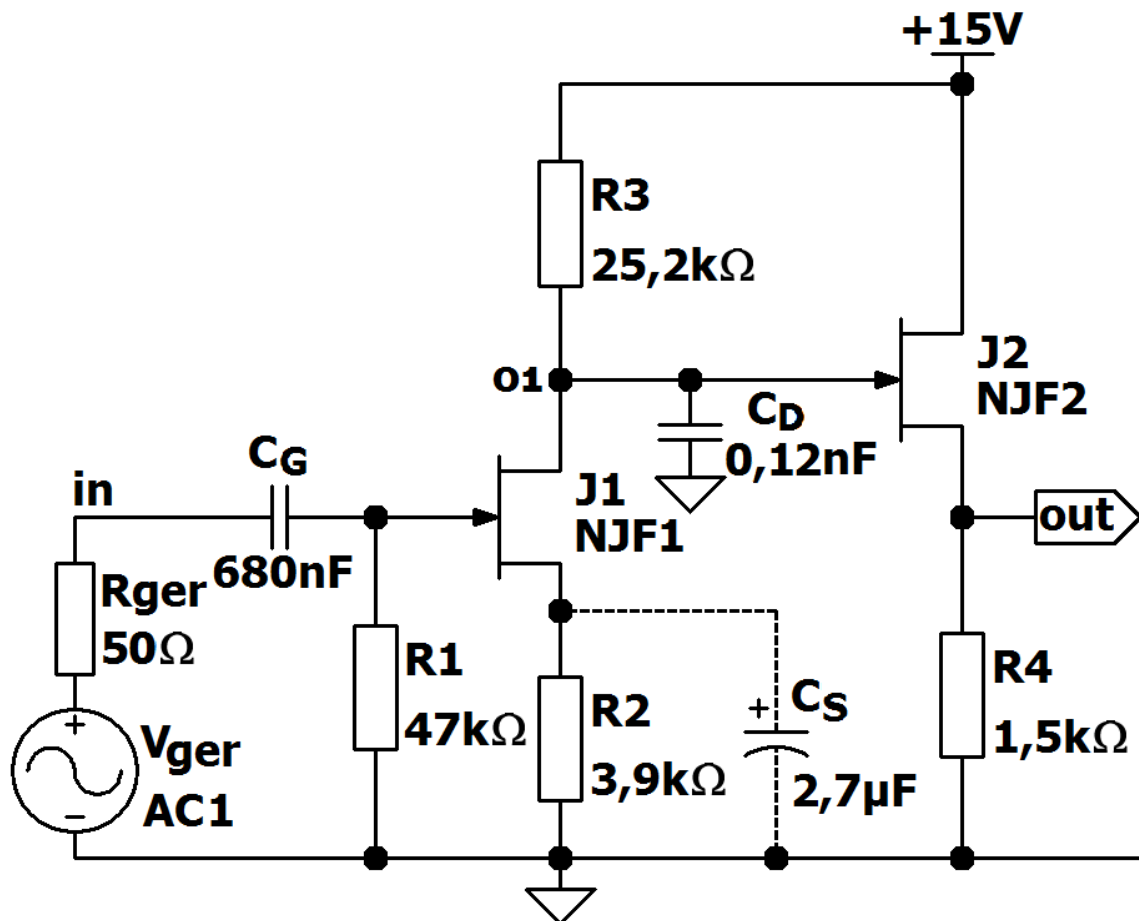 +15V
R3
25,2kΩ
o1
J2
NJF2
CD
0,12nF
CG
in
J1
NJF1
out
680nF
Rger
50Ω
R1
47kΩ
R2
3,9kΩ
+
CS
2,7µF
R4
1,5kΩ
+
Vger
AC1
−